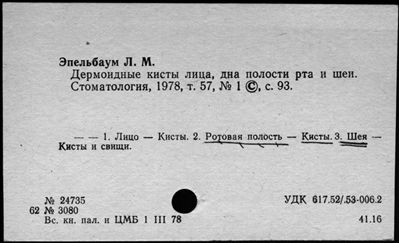 Эпельбаум Л. М.
Дермоидные кисты лица, дна полости рта и шеи.
Стоматология, 1978, т. 57, № 1 ©, с. 93.
— — 1. Лицо — Кисты. 2. Ротовая полость — Кисты. 3. Шея —
Кисты и свищи.
№ 24735 УДК 617.52/.53-006.2
62 № 3080
Вс. кн. пал. и ЦМБ 1 III 78 41.16